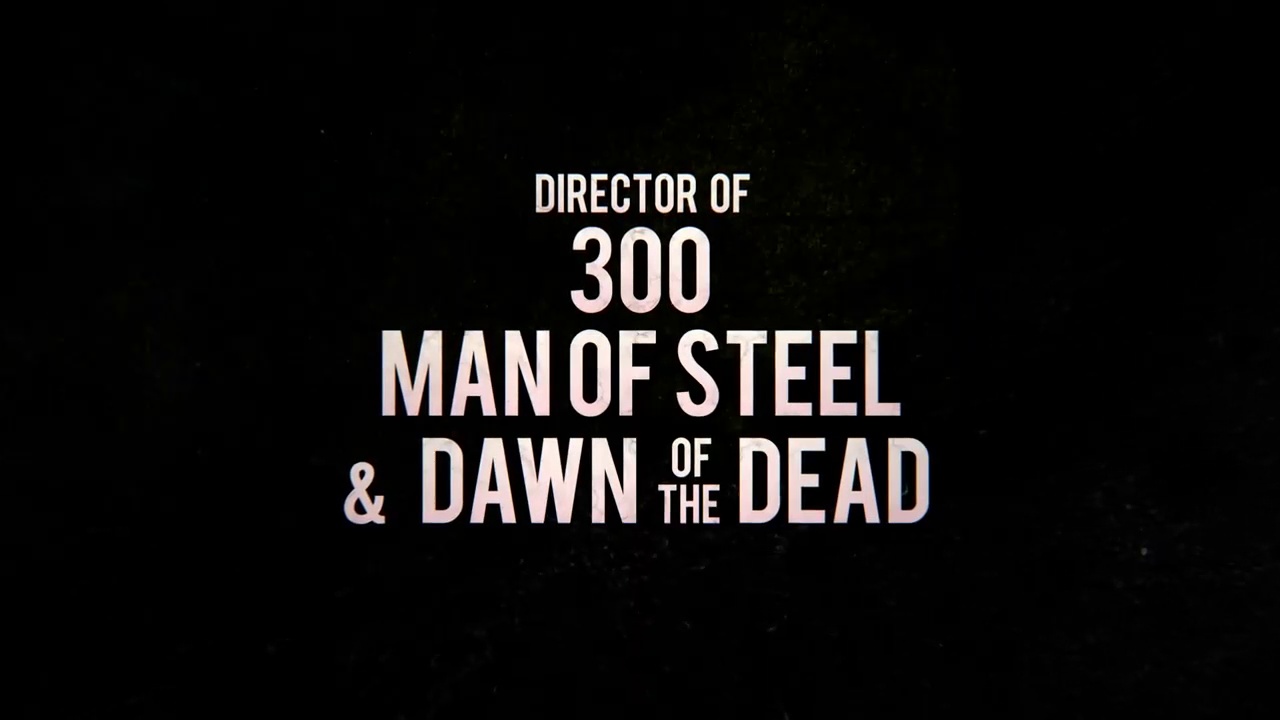 DIRECTOR OF
300
MAN OF STEEL
& DAWN OF THE DEAD